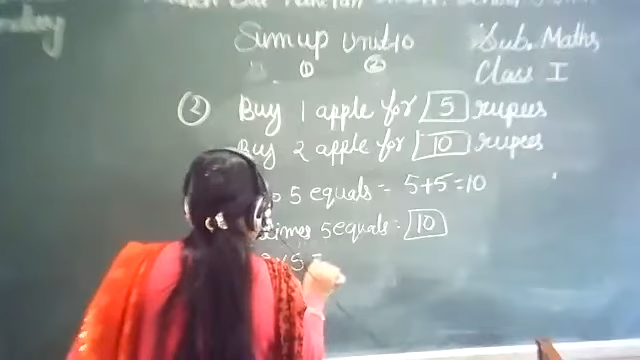 Sum up Unit 10
① ②
Sub. Maths
Class I
② Buy 1 apple for 5 rupees
Buy 2 apple for 10 rupees
5 equals = 5+5=10
times 5 equals = 10
5 =